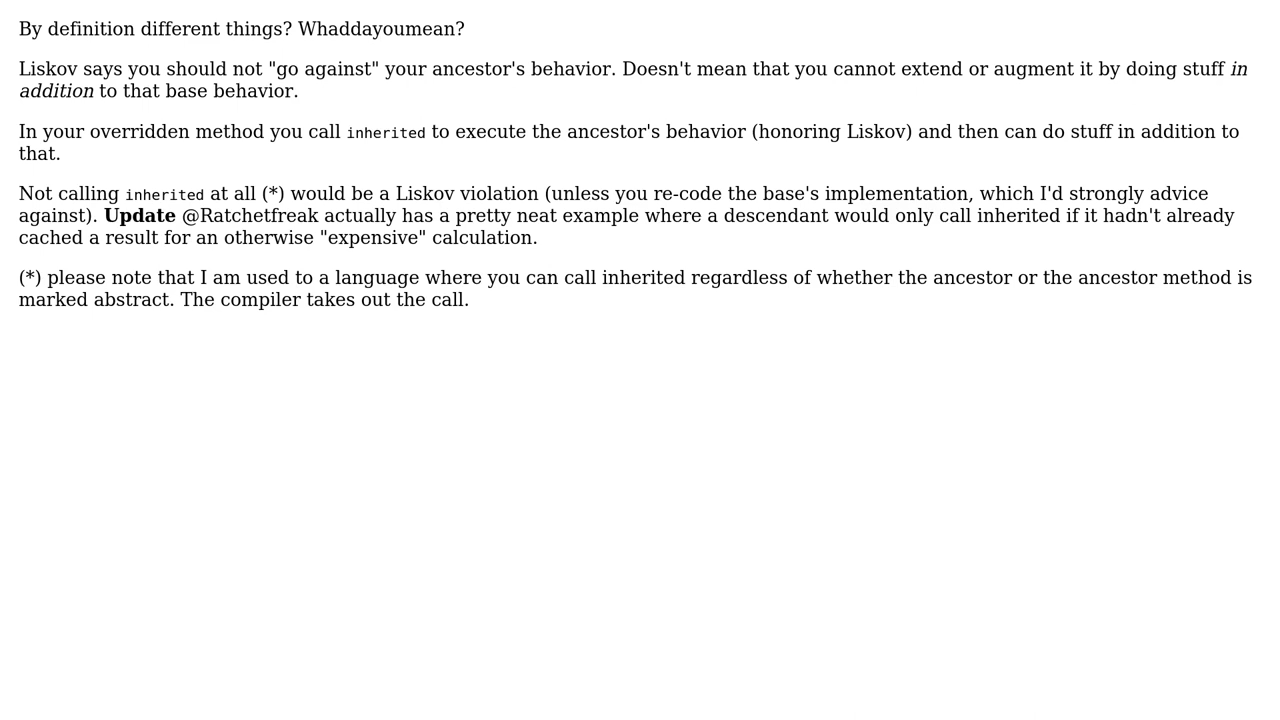 By definition different things? Whaddayoumean?
Liskov says you should not "go against" your ancestor's behavior. Doesn't mean that you cannot extend or augment it by doing stuff in
addition to that base behavior.
In your overridden method you call inherited to execute the ancestor's behavior (honoring Liskov) and then can do stuff in addition to
that.
Not calling inherited at all (*) would be a Liskov violation (unless you re-code the base's implementation, which I'd strongly advice
against). Update @Ratchetfreak actually has a pretty neat example where a descendant would only call inherited if it hadn't already
cached a result for an otherwise "expensive" calculation.
(*) please note that I am used to a language where you can call inherited regardless of whether the ancestor or the ancestor method is
marked abstract. The compiler takes out the call.